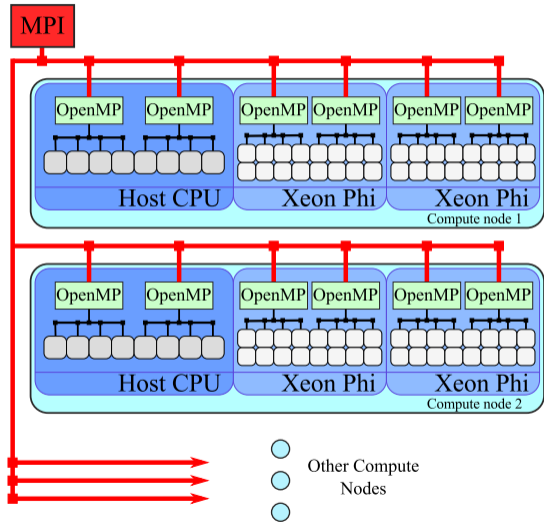 MPI
OpenMP OpenMP OpenMP OpenMP OpenMP OpenMP
Host CPU Xeon Phi Xeon Phi
Compute node 1
OpenMP OpenMP OpenMP OpenMP OpenMP OpenMP
Host CPU Xeon Phi Xeon Phi
Compute node 2
Other Compute
Nodes